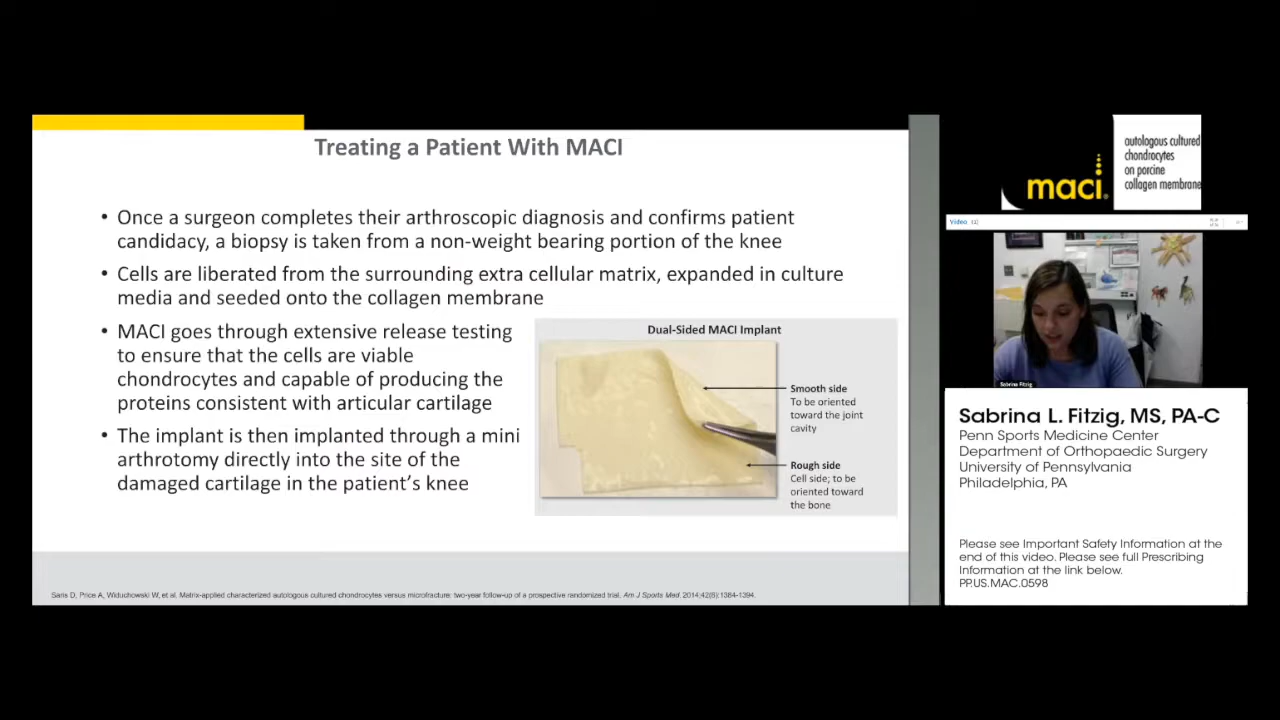 Treating a Patient With MACI
• Once a surgeon completes their arthroscopic diagnosis and confirms patient
candidacy, a biopsy is taken from a non-weight bearing portion of the knee
• Cells are liberated from the surrounding extra cellular matrix, expanded in culture
media and seeded onto the collagen membrane
• MACI goes through extensive release testing
to ensure that the cells are viable
chondrocytes and capable of producing the
proteins consistent with articular cartilage
• The implant is then implanted through a mini
arthrotomy directly into the site of the
damaged cartilage in the patient's knee
Dual-Sided MACI Implant
Smooth side
To be oriented
toward the joint
cavity
Rough side
Cell side; to be
oriented toward
the bone
Saris D, Price A, Widuchowski W, et al. Matrix-applied characterized autologous cultured chondrocytes versus microfracture: two-year follow-up of a prospective randomized trial. Am J Sports Med. 2014;42(6):1384-1394.
maci
autologous cultured
chondrocytes
on porcine
collagen membrane
Video
Sabrina Fitzig
Sabrina L. Fitzig, MS, PA-C
Penn Sports Medicine Center
Department of Orthopaedic Surgery
University of Pennsylvania
Philadelphia, PA
Please see Important Safety Information at the
end of this video. Please see full Prescribing
Information at the link below.
PP.US.MAC.0598